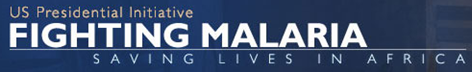 US Presidential Initiative
FIGHTING MALARIA
SAVING LIVES IN AFRICA